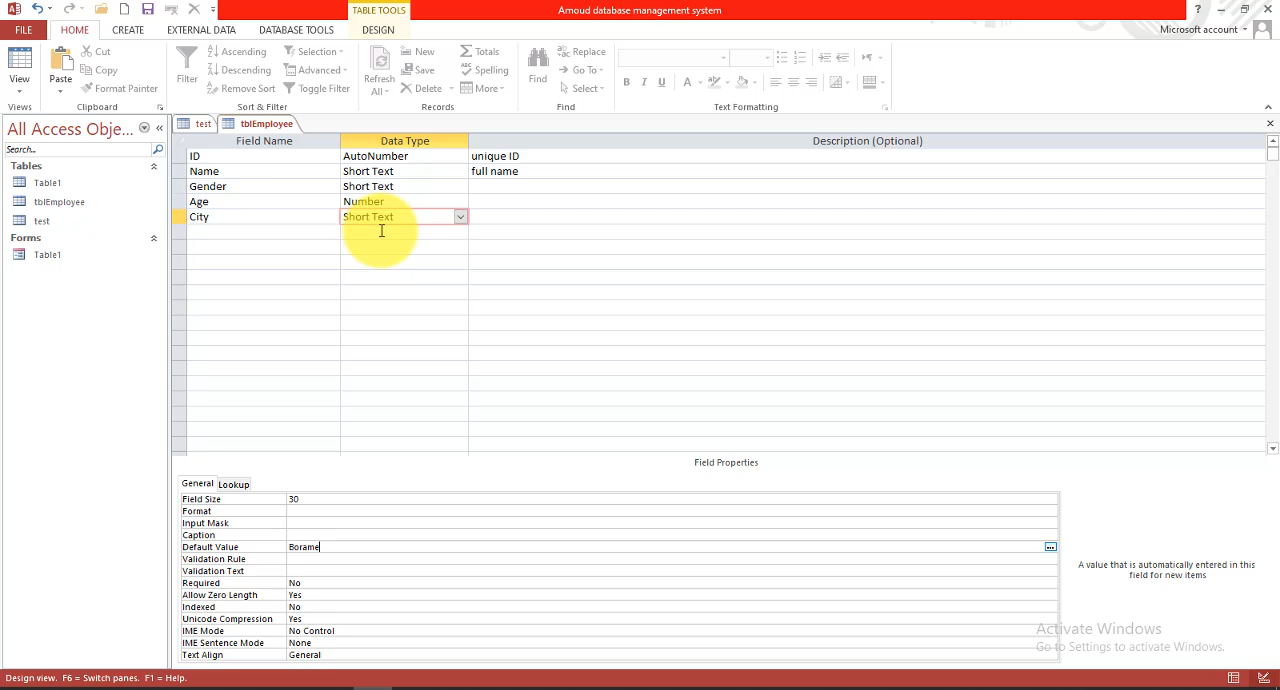 TABLE TOOLS
Amoud database management system
?
FILE
HOME
CREATE
EXTERNAL DATA
DATABASE TOOLS
DESIGN
Microsoft account
View
Views
Paste
Cut
Copy
Format Painter
Clipboard
Filter
Ascending
Descending
Remove Sort
Selection
Advanced
Toggle Filter
Sort & Filter
Refresh
All
New
Save
Delete
Totals
Spelling
More
Records
Find
Replace
Go To
Select
Find
B I U A
Text Formatting
All Access Obje...
Search...
Tables
Table1
tblEmployee
test
Forms
Table1
test
tblEmployee
Field Name Data Type Description (Optional)
ID AutoNumber unique ID
Name Short Text full name
Gender Short Text
Age Number
City Short Text
Field Properties
General Lookup
Field Size 30
Format
Input Mask
Caption
Default Value Borame
Validation Rule
Validation Text
Required No
Allow Zero Length Yes
Indexed No
Unicode Compression Yes
IME Mode No Control
IME Sentence Mode None
Text Align General
A value that is automatically entered in this
field for new items
Activate Windows
Go to Settings to activate Windows.
Design view. F6 = Switch panes. F1 = Help.